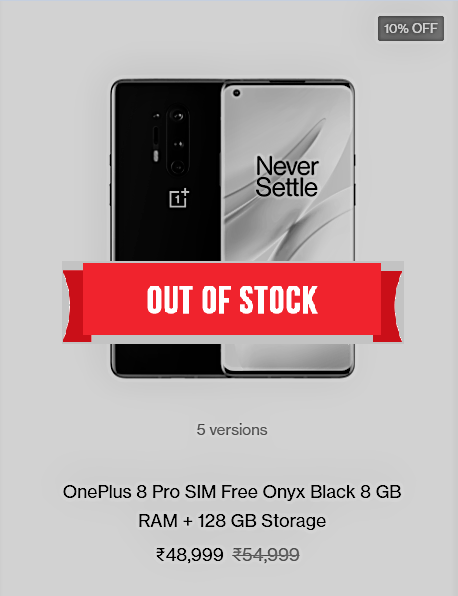 10% OFF
Never
Settle
OUT OF STOCK
5 versions
OnePlus 8 Pro SIM Free Onyx Black 8 GB
RAM + 128 GB Storage
₹48,999 ₹54,999